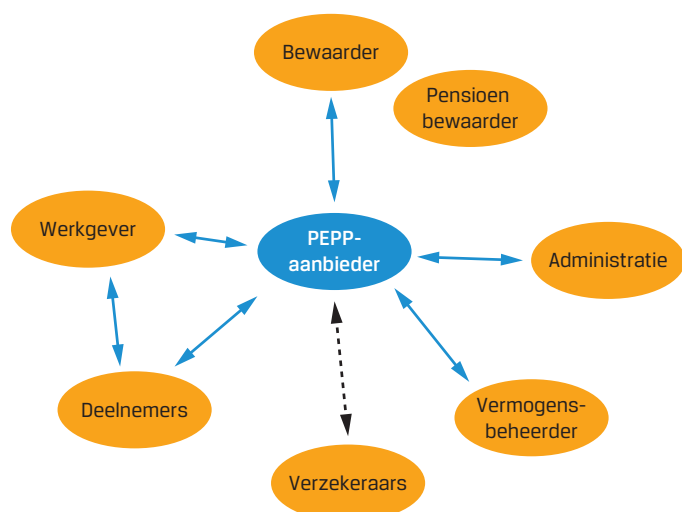 Bewaarder
Pensioen
bewaarder
Werkgever
PEPP-
aanbieder
Administratie
Deelnemers
Vermogens-
beheerder
Verzekeraars